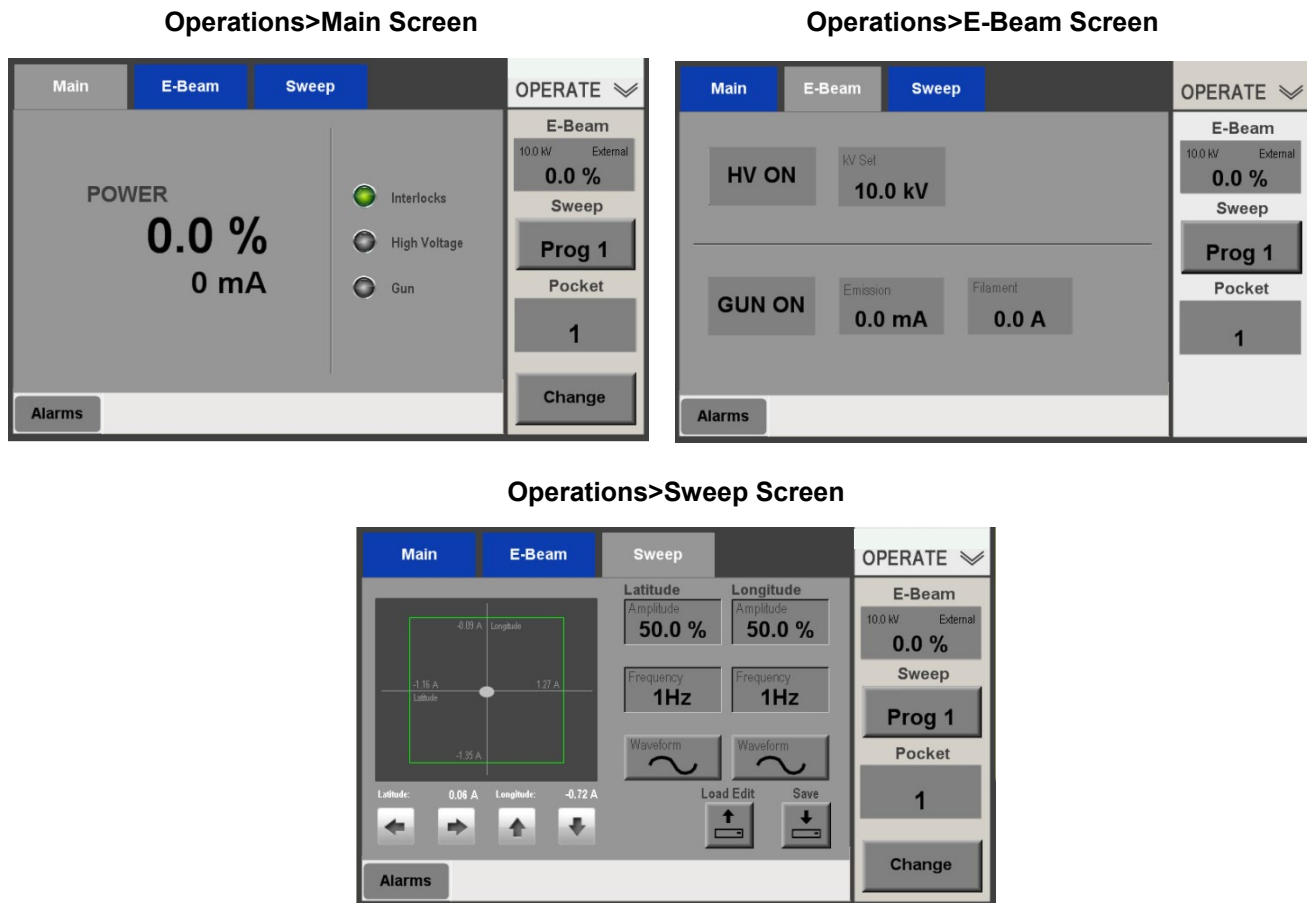 Operations>Main Screen
Main E-Beam Sweep
OPERATE
POWER
0.0 %
0 mA
Interlocks
High Voltage
Gun
E-Beam
10.0 kV External
0.0 %
Sweep
Prog 1
Pocket
1
Change
Alarms
Operations>E-Beam Screen
Main E-Beam Sweep
OPERATE
HV ON
kV Set
10.0 kV
GUN ON
Emission
0.0 mA
Filament
0.0 A
E-Beam
10.0 kV External
0.0 %
Sweep
Prog 1
Pocket
1
Alarms
Operations>Sweep Screen
Main E-Beam Sweep
OPERATE
-0.09 A Longitude
-1.16 A 1.27 A
Latitude
-1.35 A
Latitude: 0.06 A Longitude: -0.72 A
Latitude Longitude
Amplitude Amplitude
50.0 % 50.0 %
Frequency Frequency
1Hz 1Hz
Waveform Waveform
Load Edit Save
E-Beam
10.0 kV External
0.0 %
Sweep
Prog 1
Pocket
1
Change
Alarms